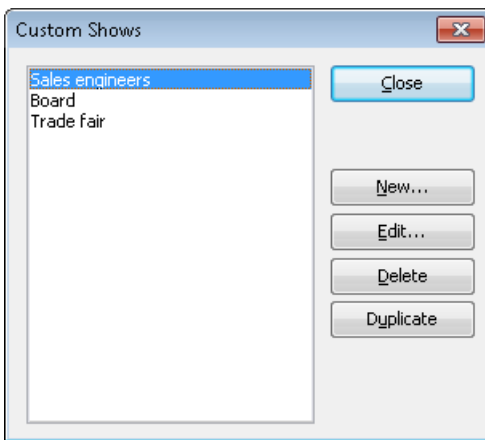 Custom Shows
Sales engineers
Board
Trade fair
Close
New...
Edit...
Delete
Duplicate